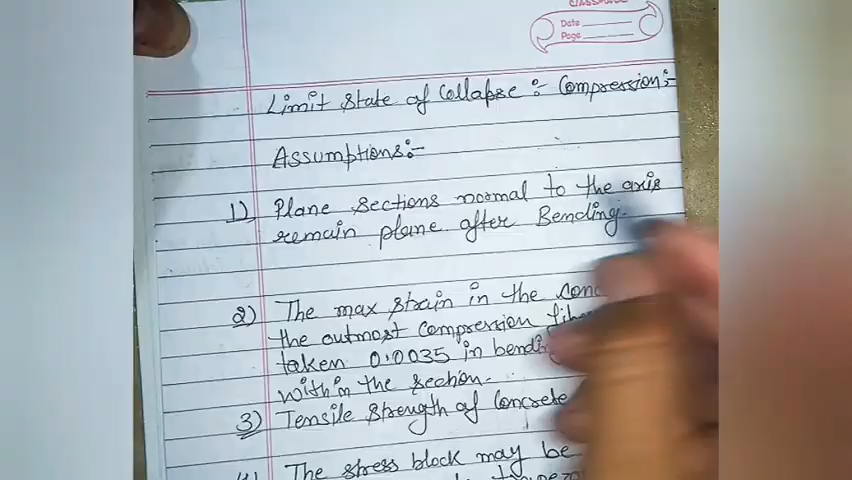 CLASSMATE
Date
Page
Limit State of Collapse :- Compression :-
Assumptions :-
1) Plane sections normal to the axis
remain plane after Bending.
2) The max strain in the
the outmost compression
taken 0.0035 in
within the section.
3) Tensile Strength of Concrete
The stress block may be